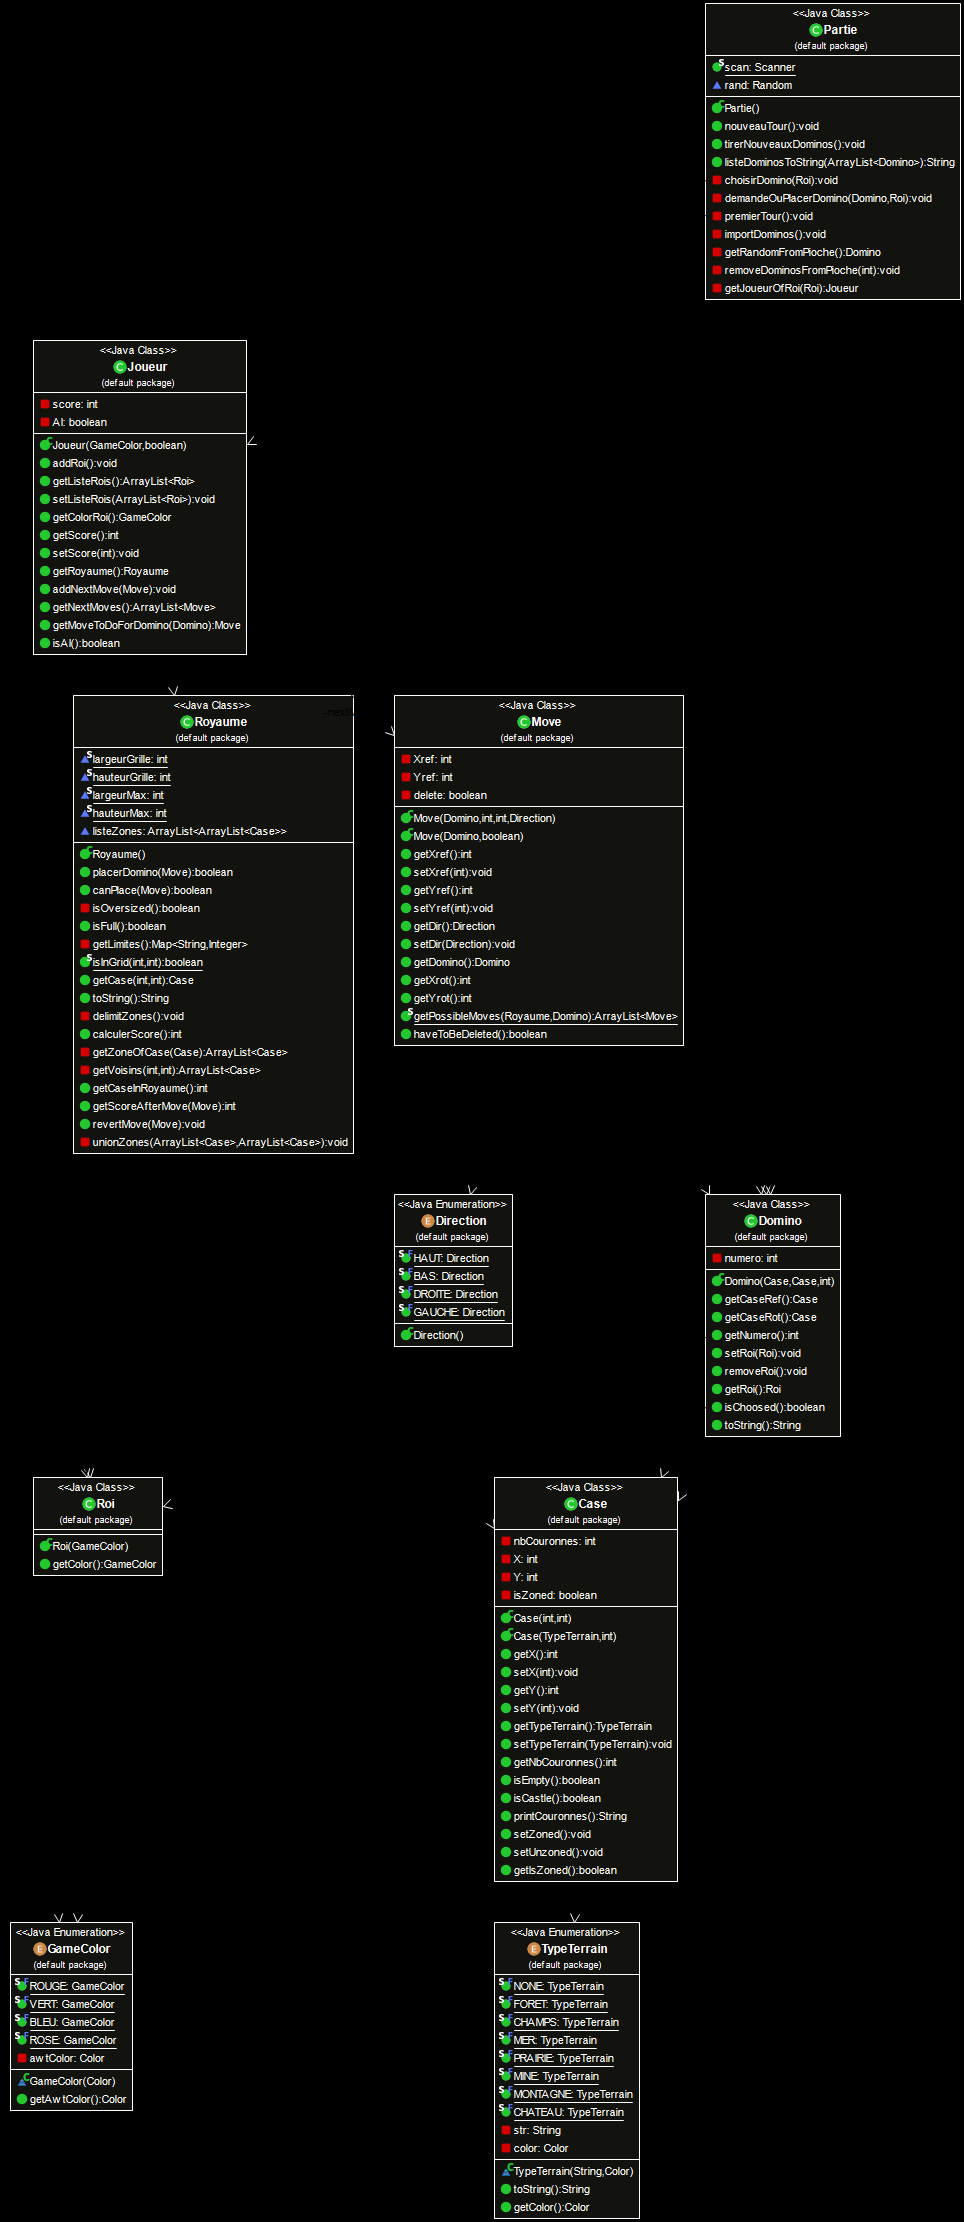 <<Java Class>>
Partie
(default package)
scan: Scanner
rand: Random
Partie()
nouveauTour():void
tirerNouveauxDominos():void
listeDominosToString(ArrayList<Domino>):String
choisirDomino(Roi):void
demandeOuPlacerDomino(Domino,Roi):void
premierTour():void
importDominos():void
getRandomFromPioche():Domino
removeDominosFromPioche(int):void
getJoueurOfRoi(Roi):Joueur
<<Java Class>>
Joueur
(default package)
score: int
AI: boolean
Joueur(GameColor,boolean)
addRoi():void
getListeRois():ArrayList<Roi>
setListeRois(ArrayList<Roi>):void
getColorRoi():GameColor
getScore():int
setScore(int):void
getRoyaume():Royaume
addNextMove(Move):void
getNextMoves():ArrayList<Move>
getMoveToDoForDomino(Domino):Move
isAI():boolean
<<Java Class>>
Royaume
(default package)
largeurGrille: int
hauteurGrille: int
largeurMax: int
hauteurMax: int
listeZones: ArrayList<ArrayList<Case>>
Royaume()
placerDomino(Move):boolean
canPlace(Move):boolean
isOversized():boolean
isFull():boolean
getLimites():Map<String,Integer>
isInGrid(int,int):boolean
getCase(int,int):Case
toString():String
delimitZones():void
calculerScore():int
getZoneOfCase(Case):ArrayList<Case>
getVoisins(int,int):ArrayList<Case>
getCaseInRoyaume():int
getScoreAfterMove(Move):int
revertMove(Move):void
unionZones(ArrayList<Case>,ArrayList<Case>):void
<<Java Class>>
Move
(default package)
Xref: int
Yref: int
delete: boolean
Move(Domino,int,int,Direction)
Move(Domino,boolean)
getXref():int
setXref(int):void
getYref():int
setYref(int):void
getDir():Direction
setDir(Direction):void
getDomino():Domino
getXrot():int
getYrot():int
getPossibleMoves(Royaume,Domino):ArrayList<Move>
haveToBeDeleted():boolean
<<Java Enumeration>>
Direction
(default package)
HAUT: Direction
BAS: Direction
DROITE: Direction
GAUCHE: Direction
Direction()
<<Java Class>>
Domino
(default package)
numero: int
Domino(Case,Case,int)
getCaseRef():Case
getCaseRot():Case
getNumero():int
setRoi(Roi):void
removeRoi():void
getRoi():Roi
isChoosed():boolean
toString():String
<<Java Class>>
Roi
(default package)
Roi(GameColor)
getColor():GameColor
<<Java Class>>
Case
(default package)
nbCouronnes: int
X: int
Y: int
isZoned: boolean
Case(int,int)
Case(TypeTerrain,int)
getX():int
setX(int):void
getY():int
setY(int):void
getTypeTerrain():TypeTerrain
setTypeTerrain(TypeTerrain):void
getNbCouronnes():int
isEmpty():boolean
isCastle():boolean
printCouronnes():String
setZoned():void
setUnzoned():void
getIsZoned():boolean
<<Java Enumeration>>
GameColor
(default package)
ROUGE: GameColor
VERT: GameColor
BLEU: GameColor
ROSE: GameColor
awtColor: Color
GameColor(Color)
getAwtColor():Color
<<Java Enumeration>>
TypeTerrain
(default package)
NONE: TypeTerrain
FORET: TypeTerrain
CHAMPS: TypeTerrain
MER: TypeTerrain
PRAIRIE: TypeTerrain
MINE: TypeTerrain
MONTAGNE: TypeTerrain
CHATEAU: TypeTerrain
str: String
color: Color
TypeTerrain(String,Color)
toString():String
getColor():Color